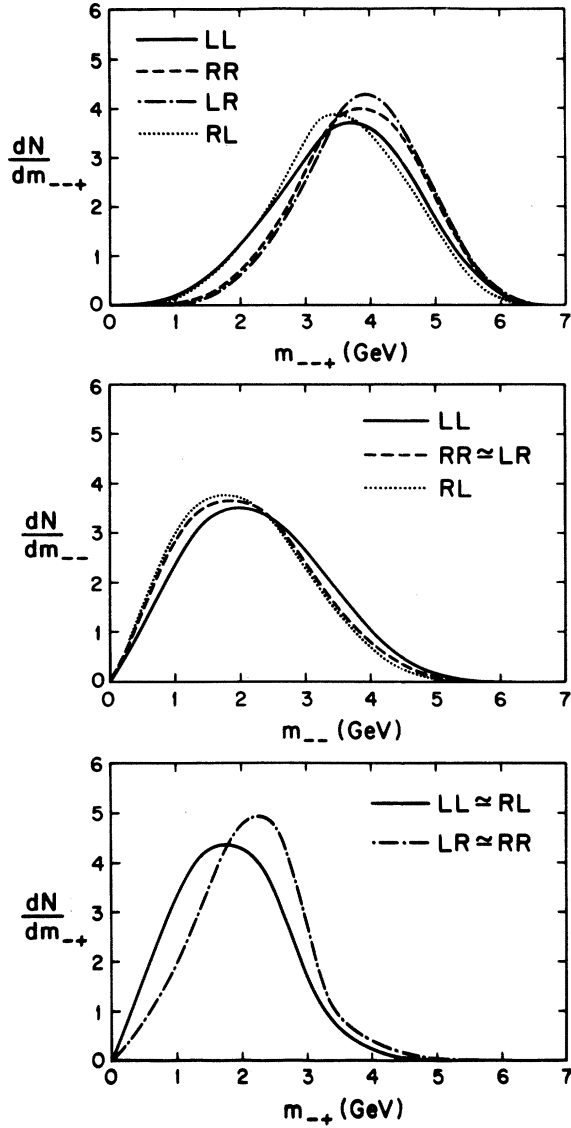 6
5
4
3
2
1
0
dN
dm--+
LL
RR
LR
RL
0 1 2 3 4 5 6 7
m--+ (GeV)
6
5
4
3
2
1
0
dN
dm--
LL
RR≃LR
RL
0 1 2 3 4 5 6 7
m-- (GeV)
6
5
4
3
2
1
0
dN
dm-+
LL≃RL
LR≃RR
0 1 2 3 4 5 6 7
m-+ (GeV)